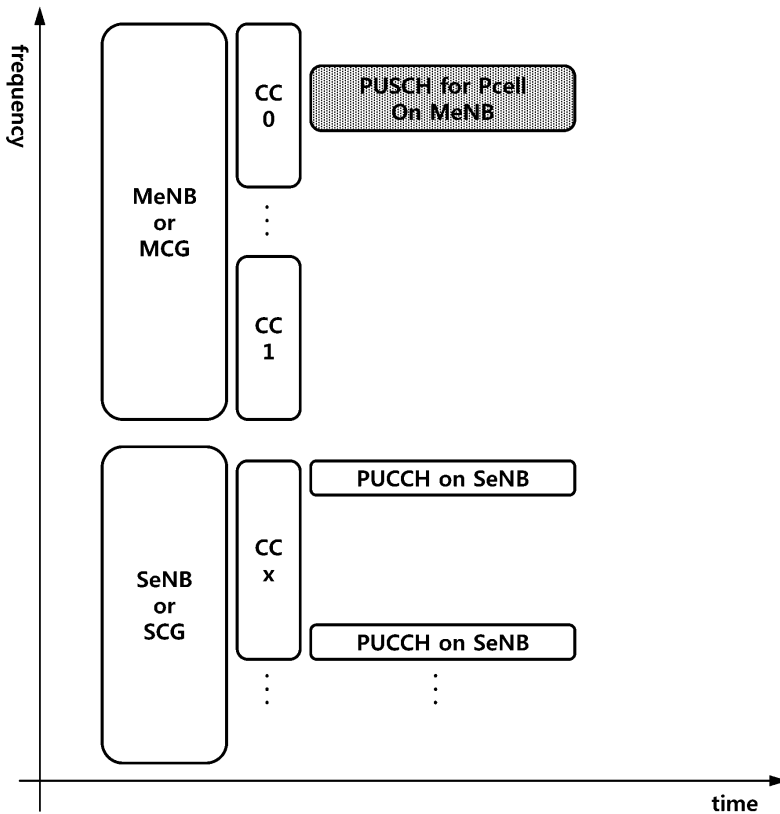 frequency
MeNB
or
MCG
CC
0
PUSCH for Pcell
On MeNB
CC
1
SeNB
or
SCG
CC
x
PUCCH on SeNB
PUCCH on SeNB
time